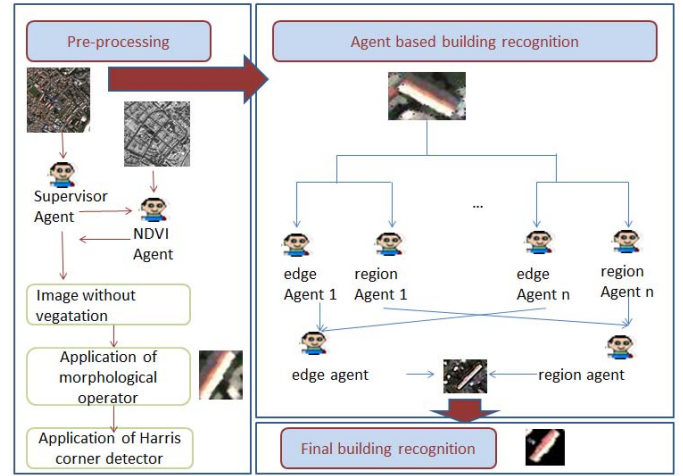 Pre-processing
Supervisor
Agent
NDVI
Agent
Image without
vegatation
Application of
morphological
operator
Application of Harris
corner detector
Agent based building recognition
...
edge
Agent 1
region
Agent 1
edge
Agent n
region
Agent n
edge agent
region agent
Final building recognition